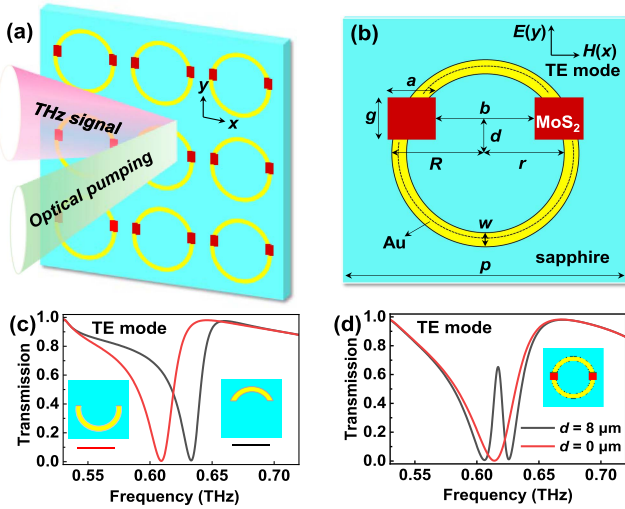 (a)
THz signal
Optical pumping
y
x
(b)
E(y)
H(x)
TE mode
a
g
b
d
MoS₂
R
r
w
Au
p
sapphire
(c)
TE mode
Transmission
1.0
0.8
0.6
0.4
0.2
0.0
0.55
0.60
0.65
0.70
Frequency (THz)
(d)
TE mode
Transmission
1.0
0.8
0.6
0.4
0.2
0.0
d = 8 μm
d = 0 μm
0.55
0.60
0.65
0.70
Frequency (THz)